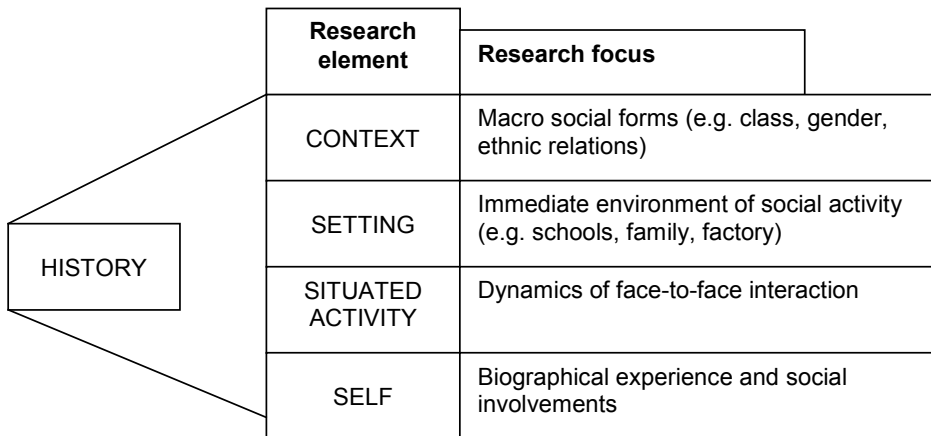 Research
element
Research focus
CONTEXT
Macro social forms (e.g. class, gender,
ethnic relations)
SETTING
Immediate environment of social activity
(e.g. schools, family, factory)
HISTORY
SITUATED
ACTIVITY
Dynamics of face-to-face interaction
SELF
Biographical experience and social
involvements